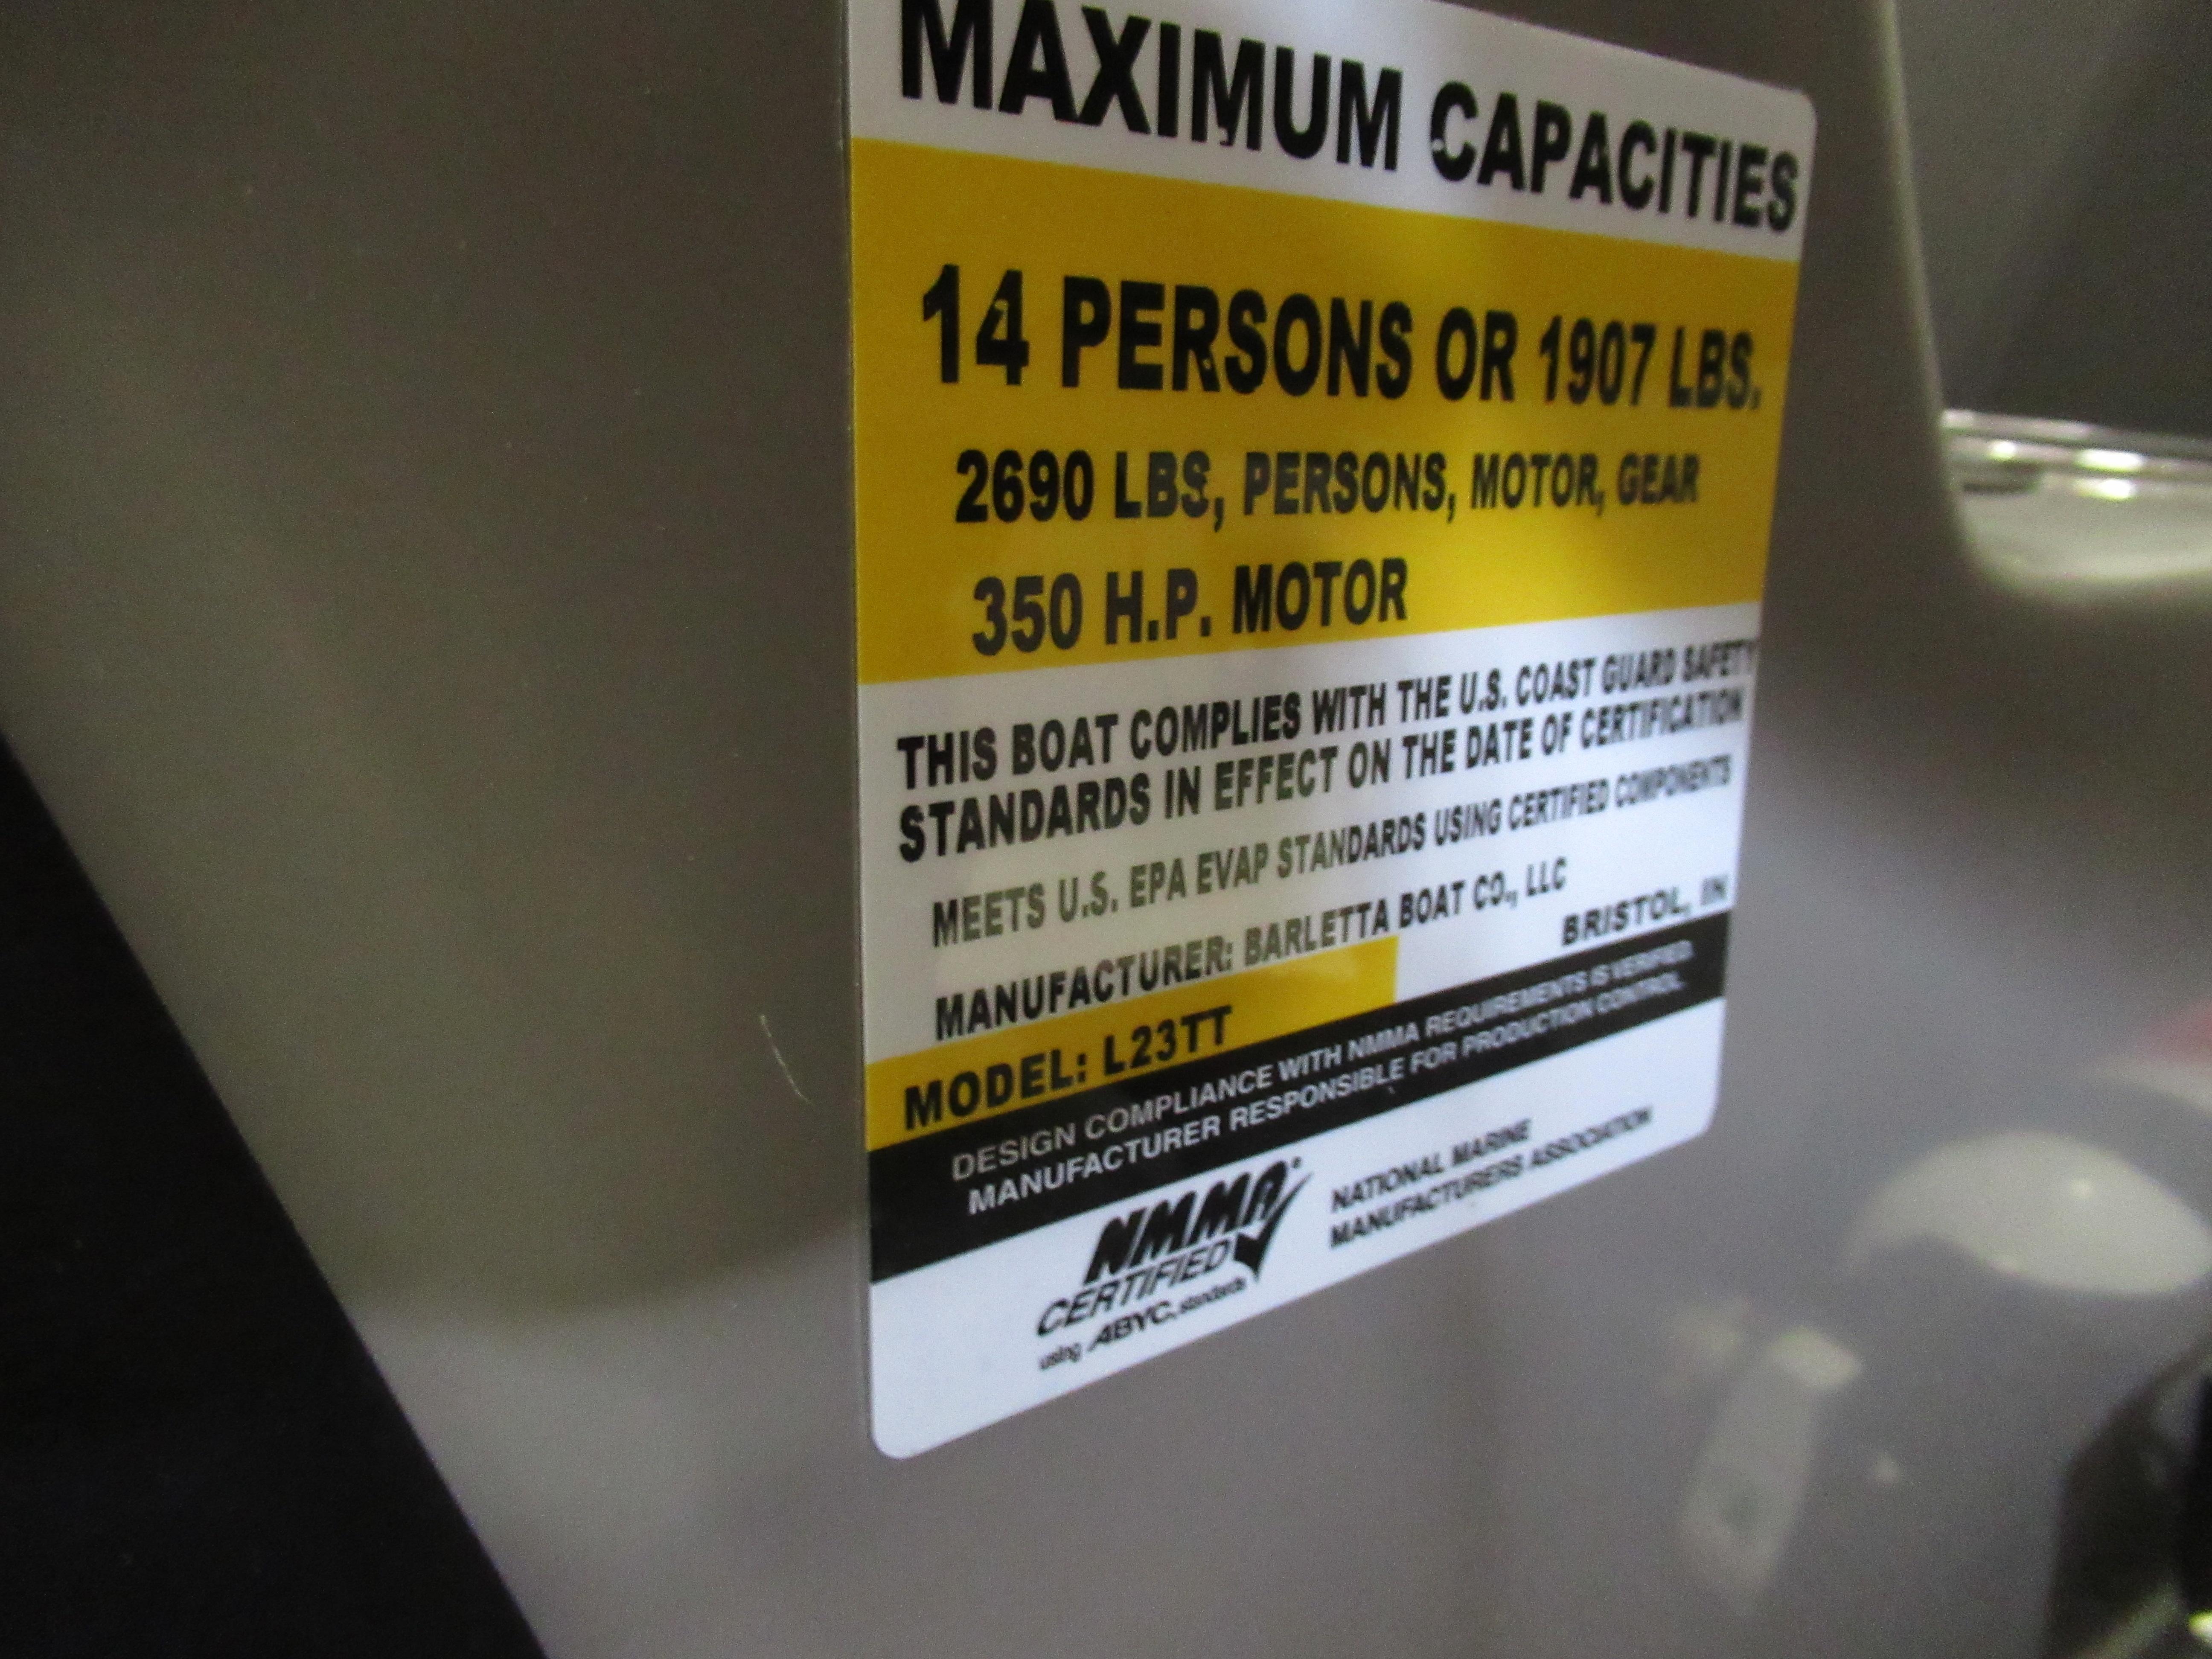 MAXIMUM CAPACITIES
14 PERSONS OR 1907 LBS.
2690 LBS, PERSONS, MOTOR, GEAR
350 H.P. MOTOR
THIS BOAT COMPLIES WITH THE U.S. COAST GUARD SAFETY
STANDARDS IN EFFECT ON THE DATE OF CERTIFICATION
MEETS U.S. EPA EVAP STANDARDS USING CERTIFIED COMPONENTS
MANUFACTURER: BARLETTA BOAT CO., LLC
BRISTOL, IN
MODEL: L23TT
DESIGN COMPLIANCE WITH NMMA REQUIREMENTS IS VERIFIED.
MANUFACTURER RESPONSIBLE FOR PRODUCTION CONTROL.
NMMA®
CERTIFIED
using ABYC standards
NATIONAL MARINE
MANUFACTURERS ASSOCIATION